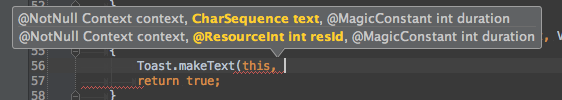 @NotNull Context context, CharSequence text, @MagicConstant int duration
@NotNull Context context, @ResourceInt int resId, @MagicConstant int duration
55 {
56 Toast.makeText(this,
57 return true;
58 }